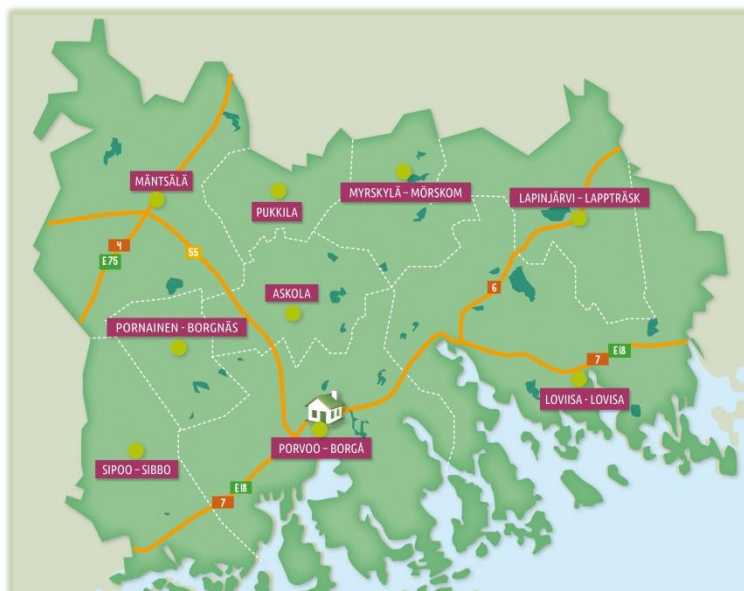 MÄNTSÄLÄ
PUKKILA
MYRSKYLÄ – MÖRSKOM
LAPINJÄRVI – LAPPTRÄSK
4
E75
55
6
ASKOLA
PORNAINEN - BORGNÄS
7
E18
LOVIISA - LOVISA
PORVOO – BORGÅ
SIPOO – SIBBO
E18
7